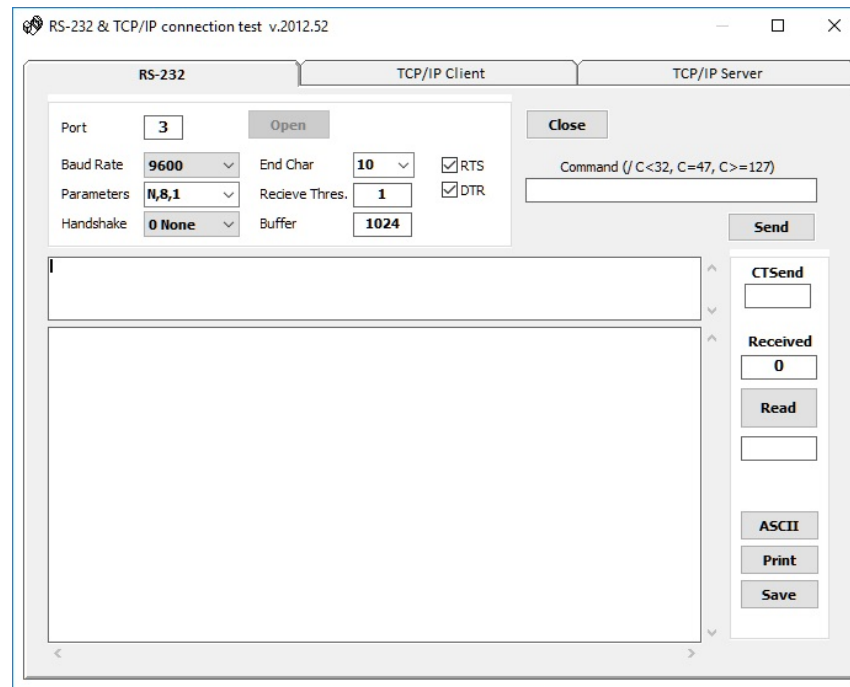 RS-232 & TCP/IP connection test v.2012.52
RS-232 TCP/IP Client TCP/IP Server
Port 3 Open Close
Baud Rate 9600 End Char 10 RTS
Command (/ C<32, C=47, C>=127)
Parameters N,8,1 Recieve Thres. 1 DTR
Handshake 0 None Buffer 1024 Send
CTSend
Received
0
Read
ASCII
Print
Save